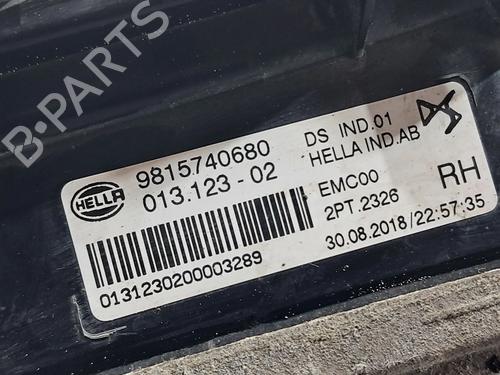 B-PARTS
HELLA
9815740680
013.123-02
0131230200003289
DS IND.01
HELLA IND.AB
EMC00
2PT.2326
30.08.2018/22:57:35
RH